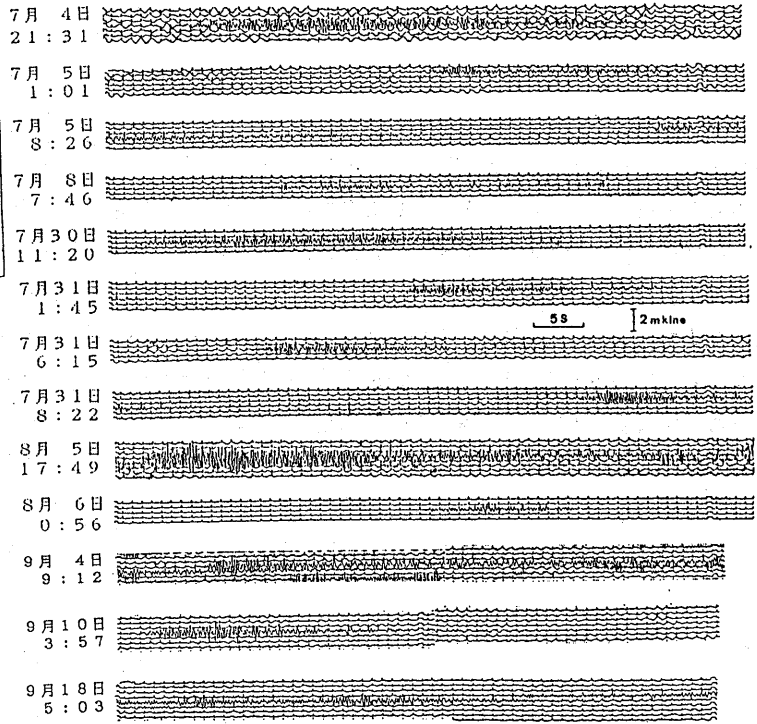 7月 4日
21:31
7月 5日
1:01
7月 5日
8:26
7月 8日
7:46
7月30日
11:20
7月31日
1:45
5S
2mkine
7月31日
6:15
7月31日
8:22
8月 5日
17:49
8月 6日
0:56
9月 4日
9:12
9月10日
3:57
9月18日
5:03